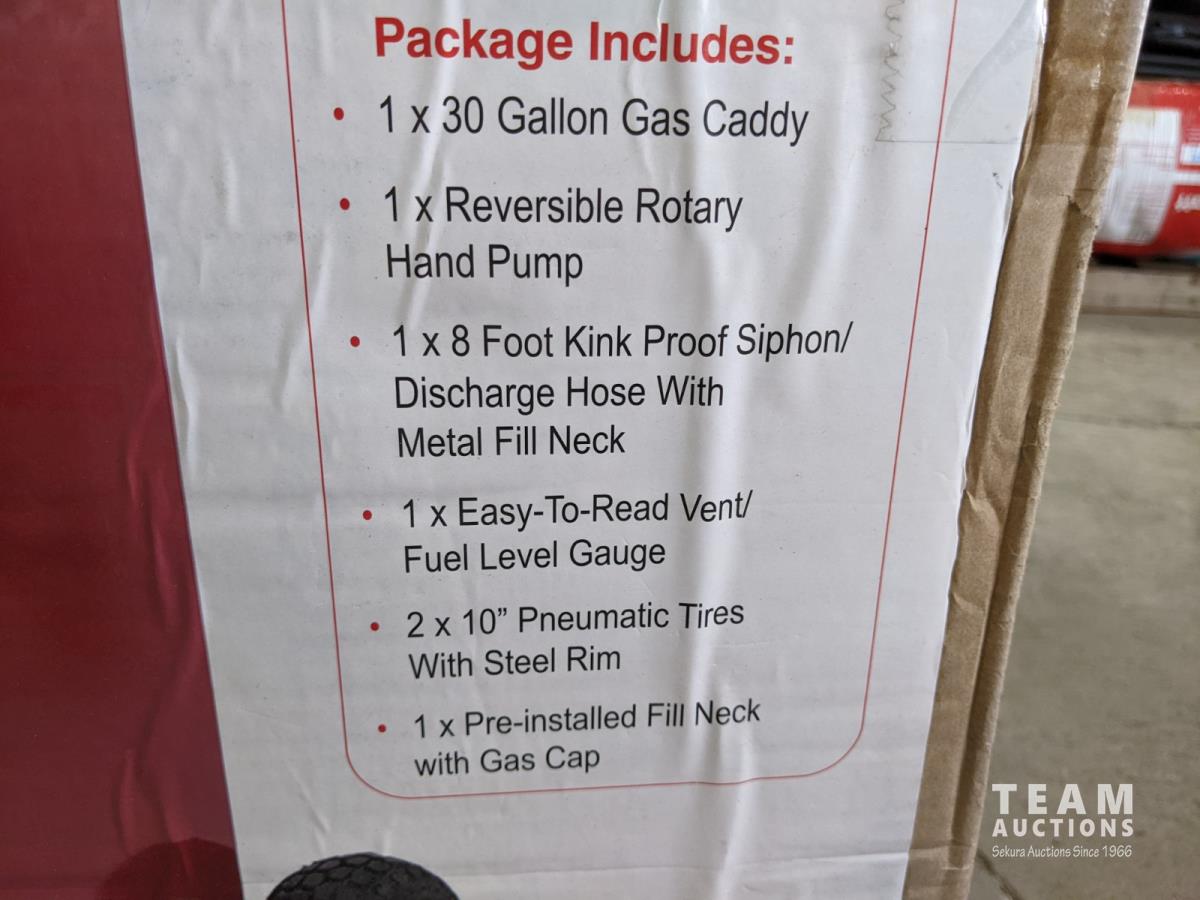 Package Includes:
• 1 x 30 Gallon Gas Caddy
• 1 x Reversible Rotary
Hand Pump
• 1 x 8 Foot Kink Proof Siphon/
Discharge Hose With
Metal Fill Neck
• 1 x Easy-To-Read Vent/
Fuel Level Gauge
• 2 x 10” Pneumatic Tires
With Steel Rim
• 1 x Pre-installed Fill Neck
with Gas Cap
TEAM
AUCTIONS
Sekura Auctions Since 1966